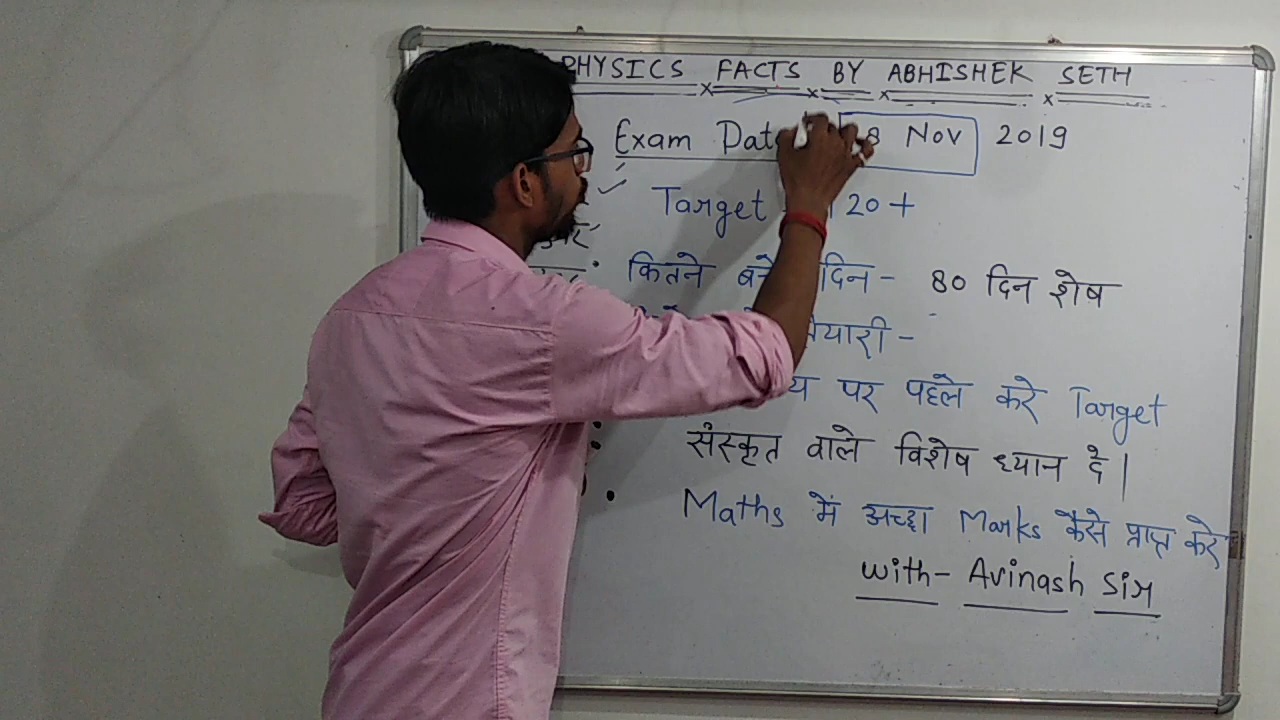 PHYSICS FACTS BY ABHISHEK SETH
Exam Date 8 Nov 2019
Target 120+
कितने बचे दिन - 80 दिन शेष
तैयारी -
पर पहले करे Target
संस्कृत वाले विशेष ध्यान दे।
Maths में अच्छा Marks कैसे प्राप्त करे
with- Avinash Sir